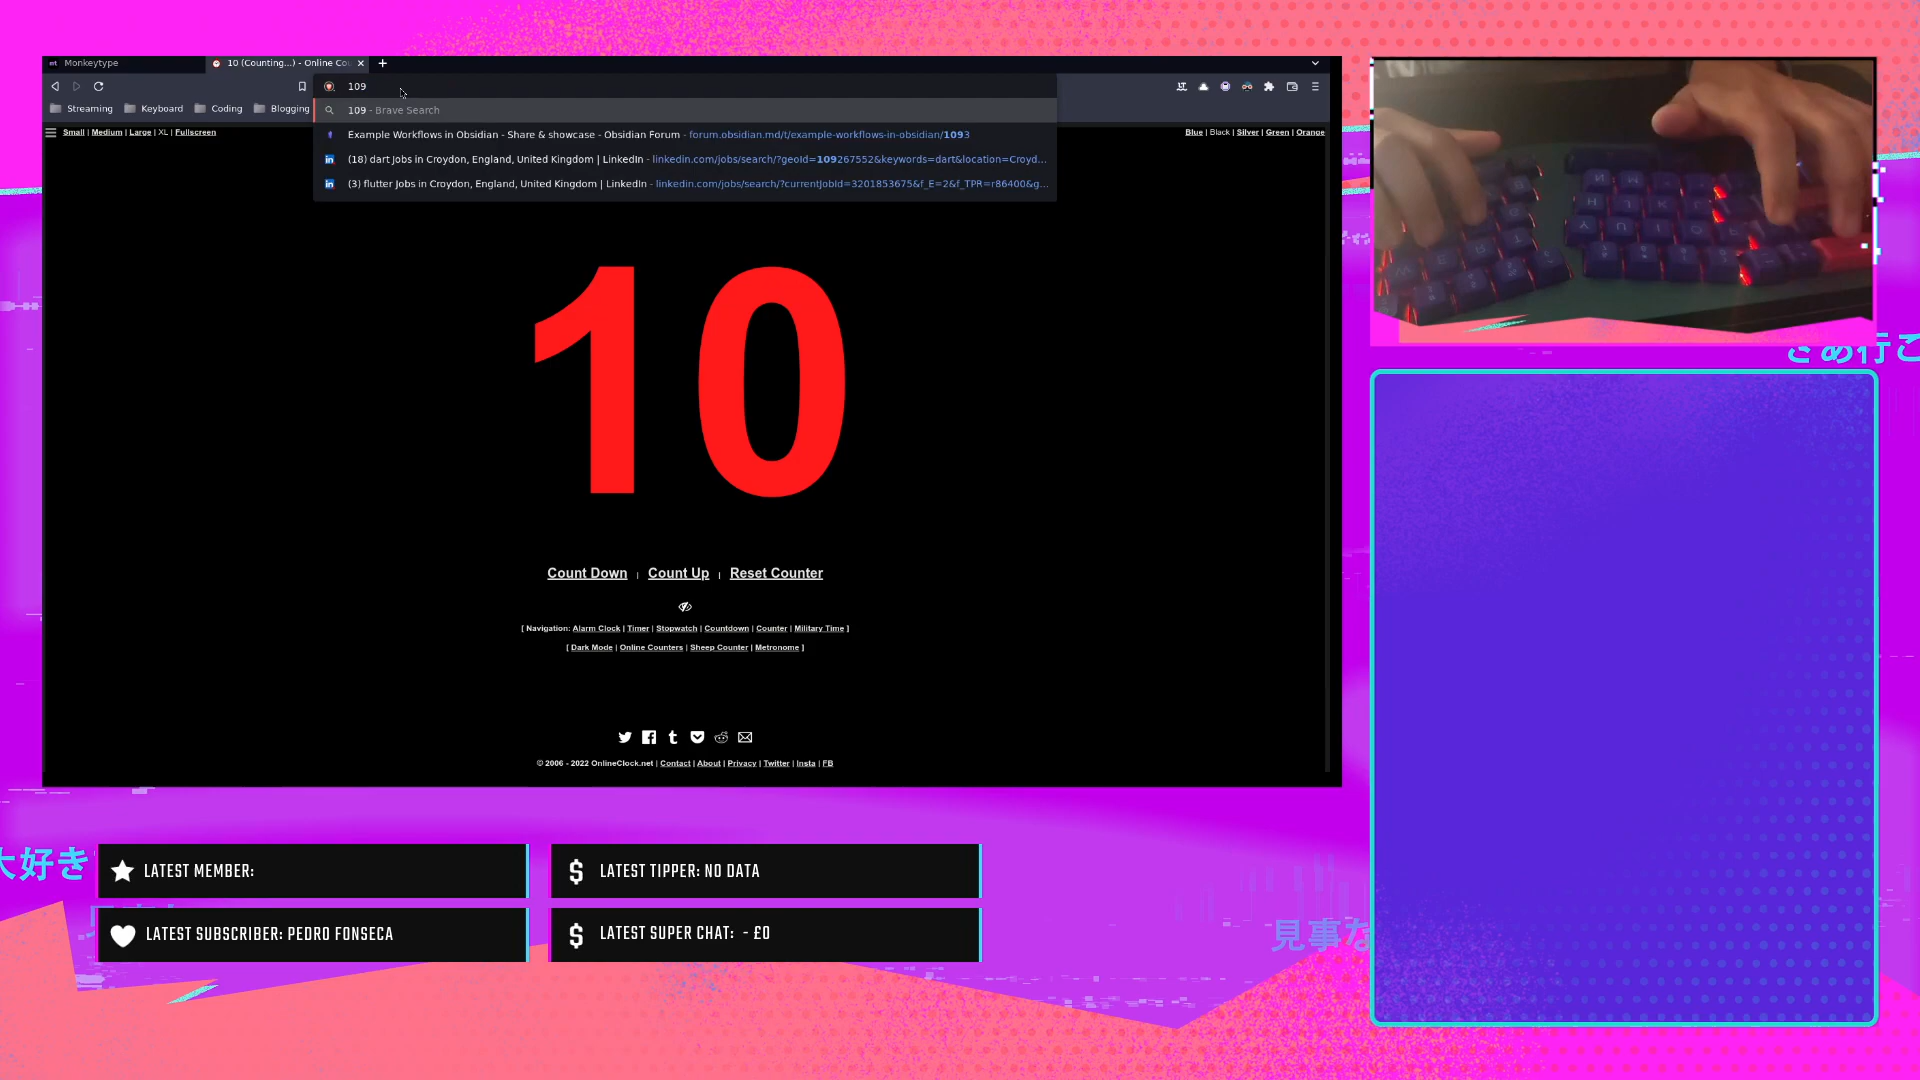 Monkeytype
10 (Counting...) - Online Co
109
Streaming
Keyboard
Coding
Blogging
109 - Brave Search
Example Workflows in Obsidian - Share & showcase - Obsidian Forum - forum.obsidian.md/t/example-workflows-in-obsidian/1093
(18) dart Jobs in Croydon, England, United Kingdom | LinkedIn - linkedin.com/jobs/search/?geoId=109267552&keywords=dart&location=Croyd...
(3) flutter Jobs in Croydon, England, United Kingdom | LinkedIn - linkedin.com/jobs/search/?currentJobId=3201853675&f_E=2&f_TPR=r86400&g...
Small | Medium | Large | XL | Fullscreen
Blue | Black | Silver | Green | Orange
10
Count Down | Count Up | Reset Counter
[ Navigation: Alarm Clock | Timer | Stopwatch | Countdown | Counter | Military Time ]
[ Dark Mode | Online Counters | Sheep Counter | Metronome ]
© 2006 - 2022 OnlineClock.net | Contact | About | Privacy | Twitter | Insta | FB
大好き
見事な
LATEST MEMBER:
LATEST TIPPER: NO DATA
LATEST SUBSCRIBER: PEDRO FONSECA
LATEST SUPER CHAT: - £0